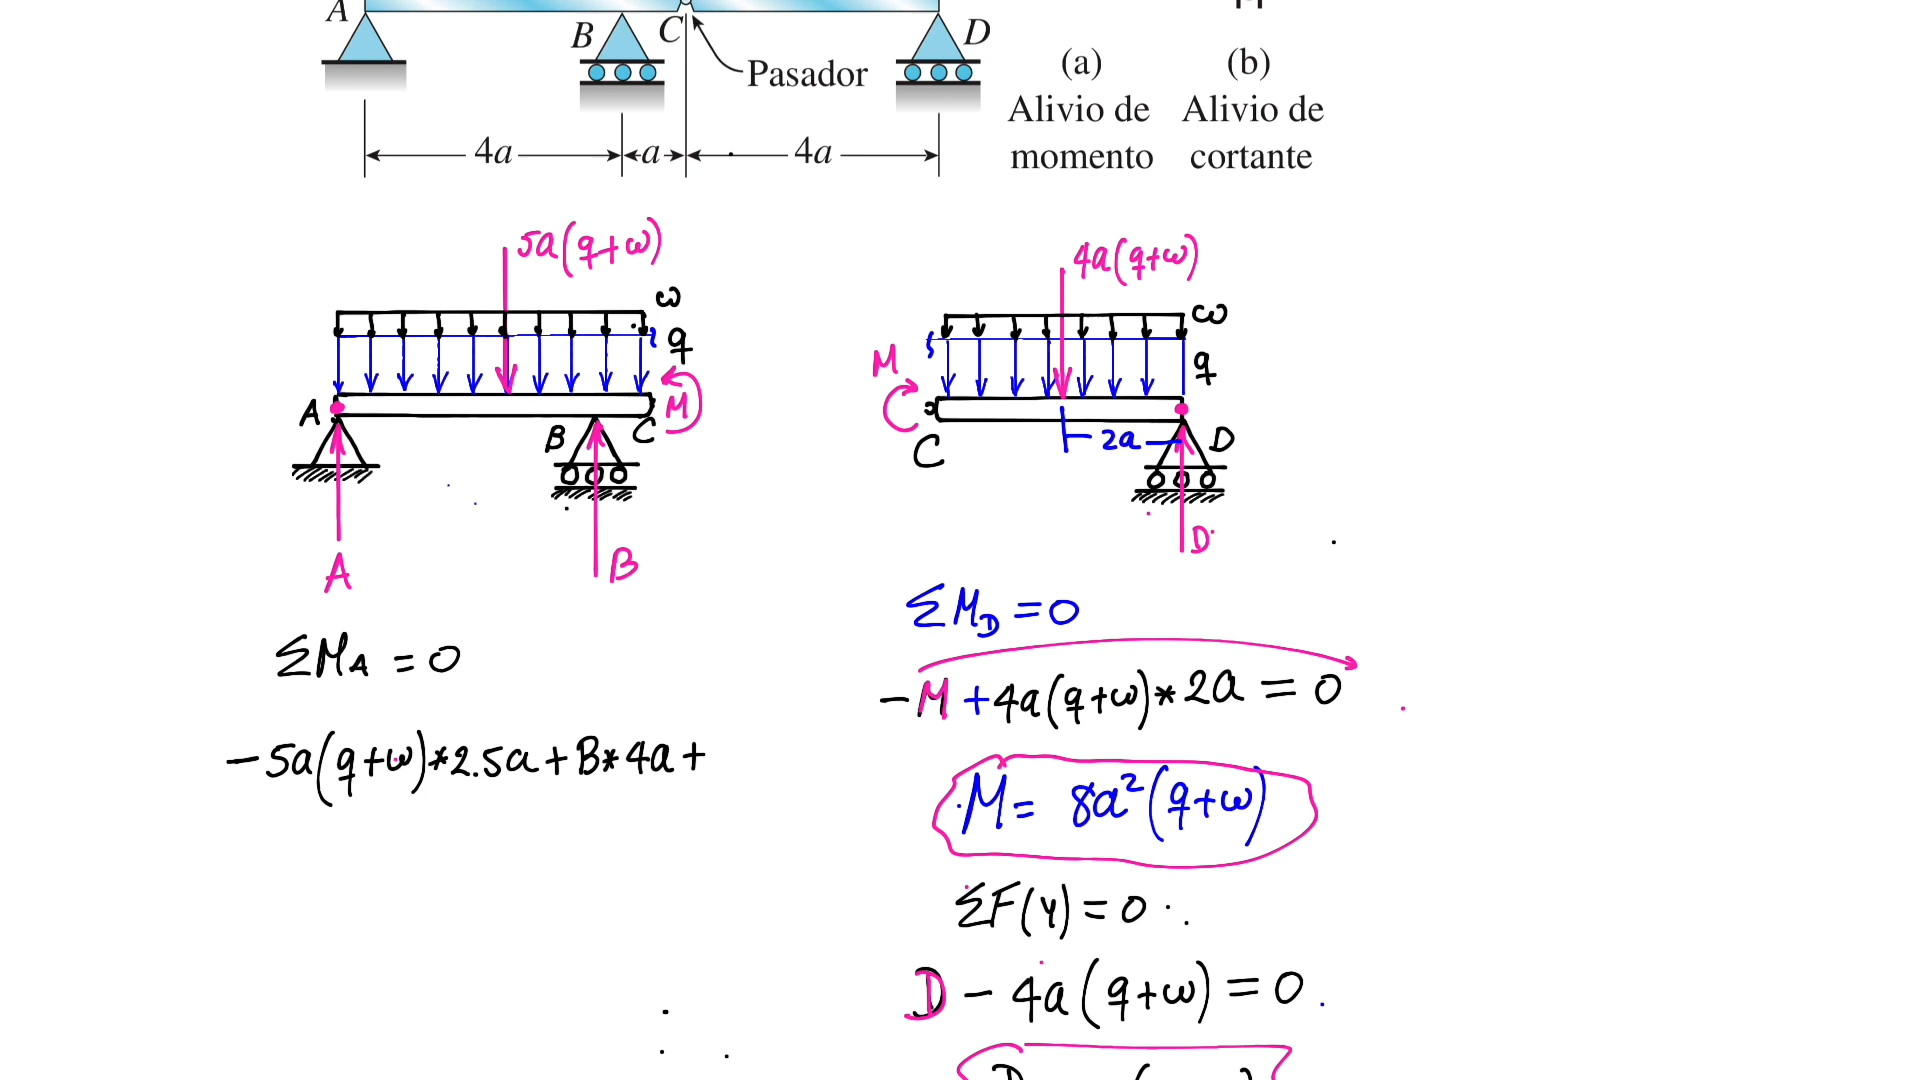 A
B
C
D
Pasador
4a
a
4a
(a)
Alivio de
momento
(b)
Alivio de
cortante
5a(q+ω)
ω
q
M
A
B
C
A
B
ΣMA = 0
-5a(q+ω)*2.5a+B*4a+
4a(q+ω)
ω
q
M
C
2a
D
D
ΣMD = 0
-M+4a(q+ω)*2a = 0
M= 8a²(q+ω)
ΣF(Y) = 0
D - 4a(q+ω) = 0